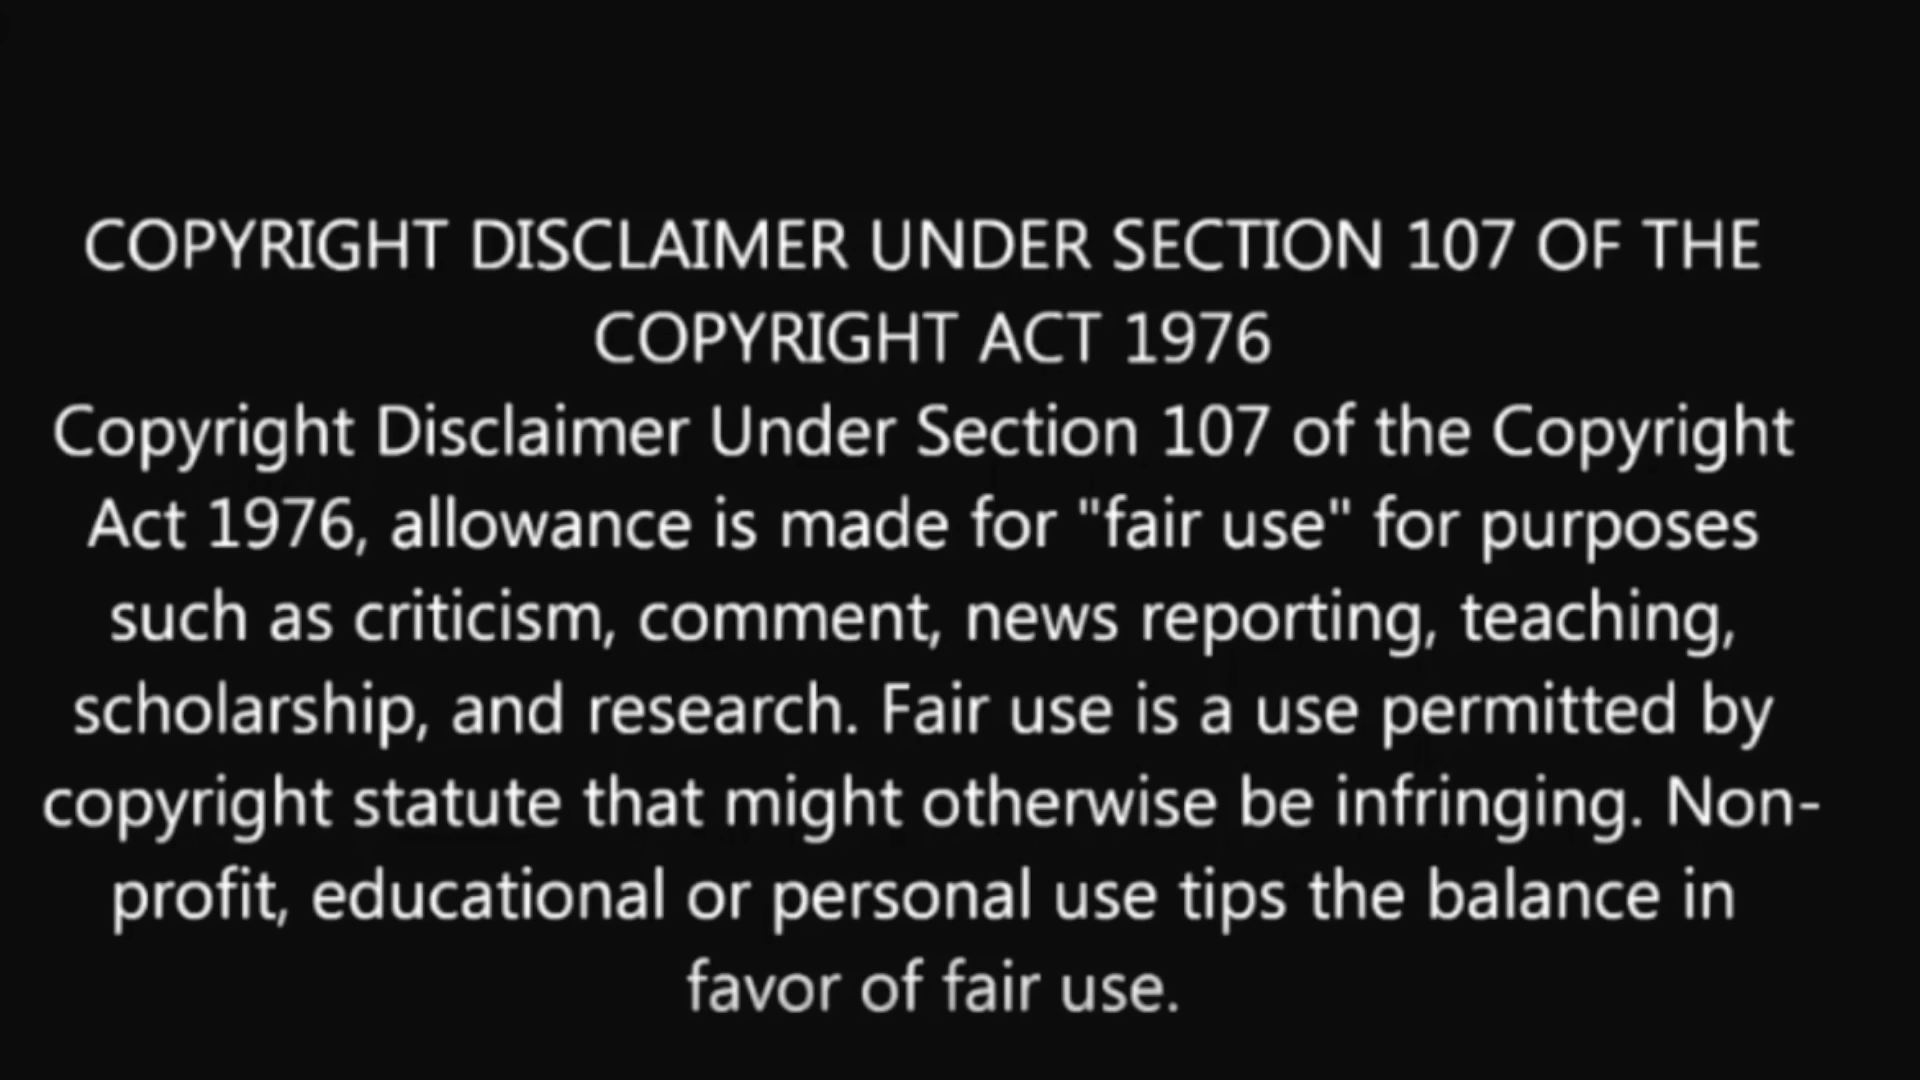 COPYRIGHT DISCLAIMER UNDER SECTION 107 OF THE
COPYRIGHT ACT 1976
Copyright Disclaimer Under Section 107 of the Copyright
Act 1976, allowance is made for "fair use" for purposes
such as criticism, comment, news reporting, teaching,
scholarship, and research. Fair use is a use permitted by
copyright statute that might otherwise be infringing. Non-
profit, educational or personal use tips the balance in
favor of fair use.